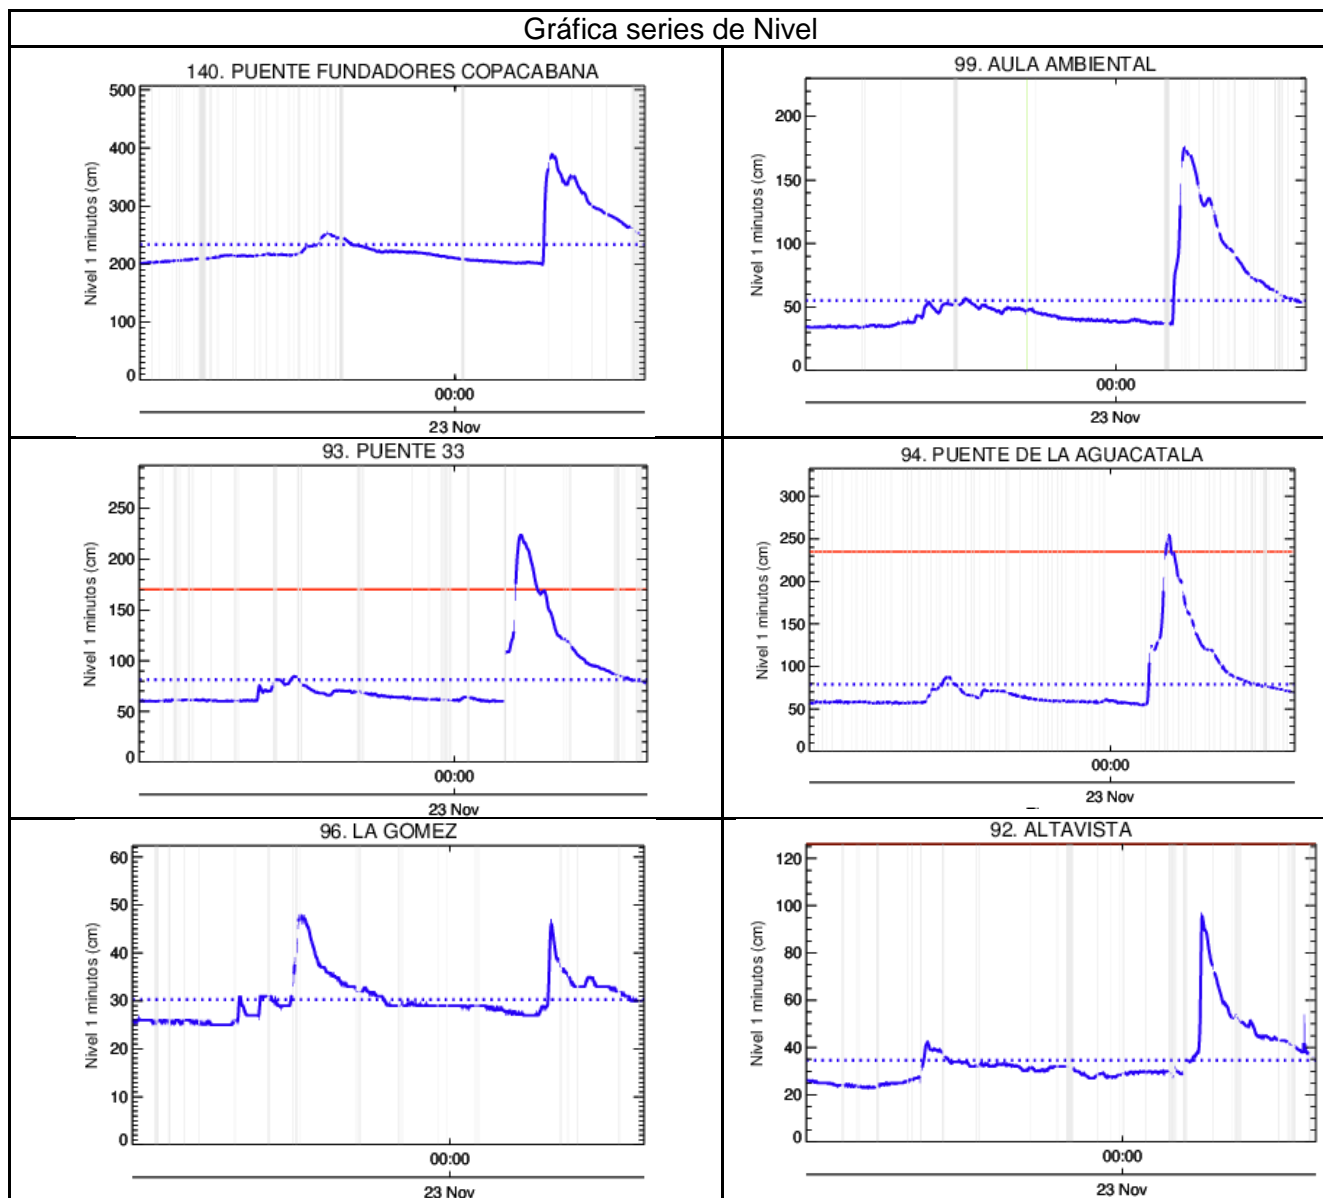 Gráfica series de Nivel
140. PUENTE FUNDADORES COPACABANA
Nivel 1 minutos (cm)
500
400
300
200
100
0
00:00
23 Nov
99. AULA AMBIENTAL
Nivel 1 minutos (cm)
200
150
100
50
0
00:00
23 Nov
93. PUENTE 33
Nivel 1 minutos (cm)
250
200
150
100
50
0
00:00
23 Nov
94. PUENTE DE LA AGUACATALA
Nivel 1 minutos (cm)
300
250
200
150
100
50
0
00:00
23 Nov
96. LA GOMEZ
Nivel 1 minutos (cm)
60
50
40
30
20
10
0
00:00
23 Nov
92. ALTAVISTA
Nivel 1 minutos (cm)
120
100
80
60
40
20
0
00:00
23 Nov